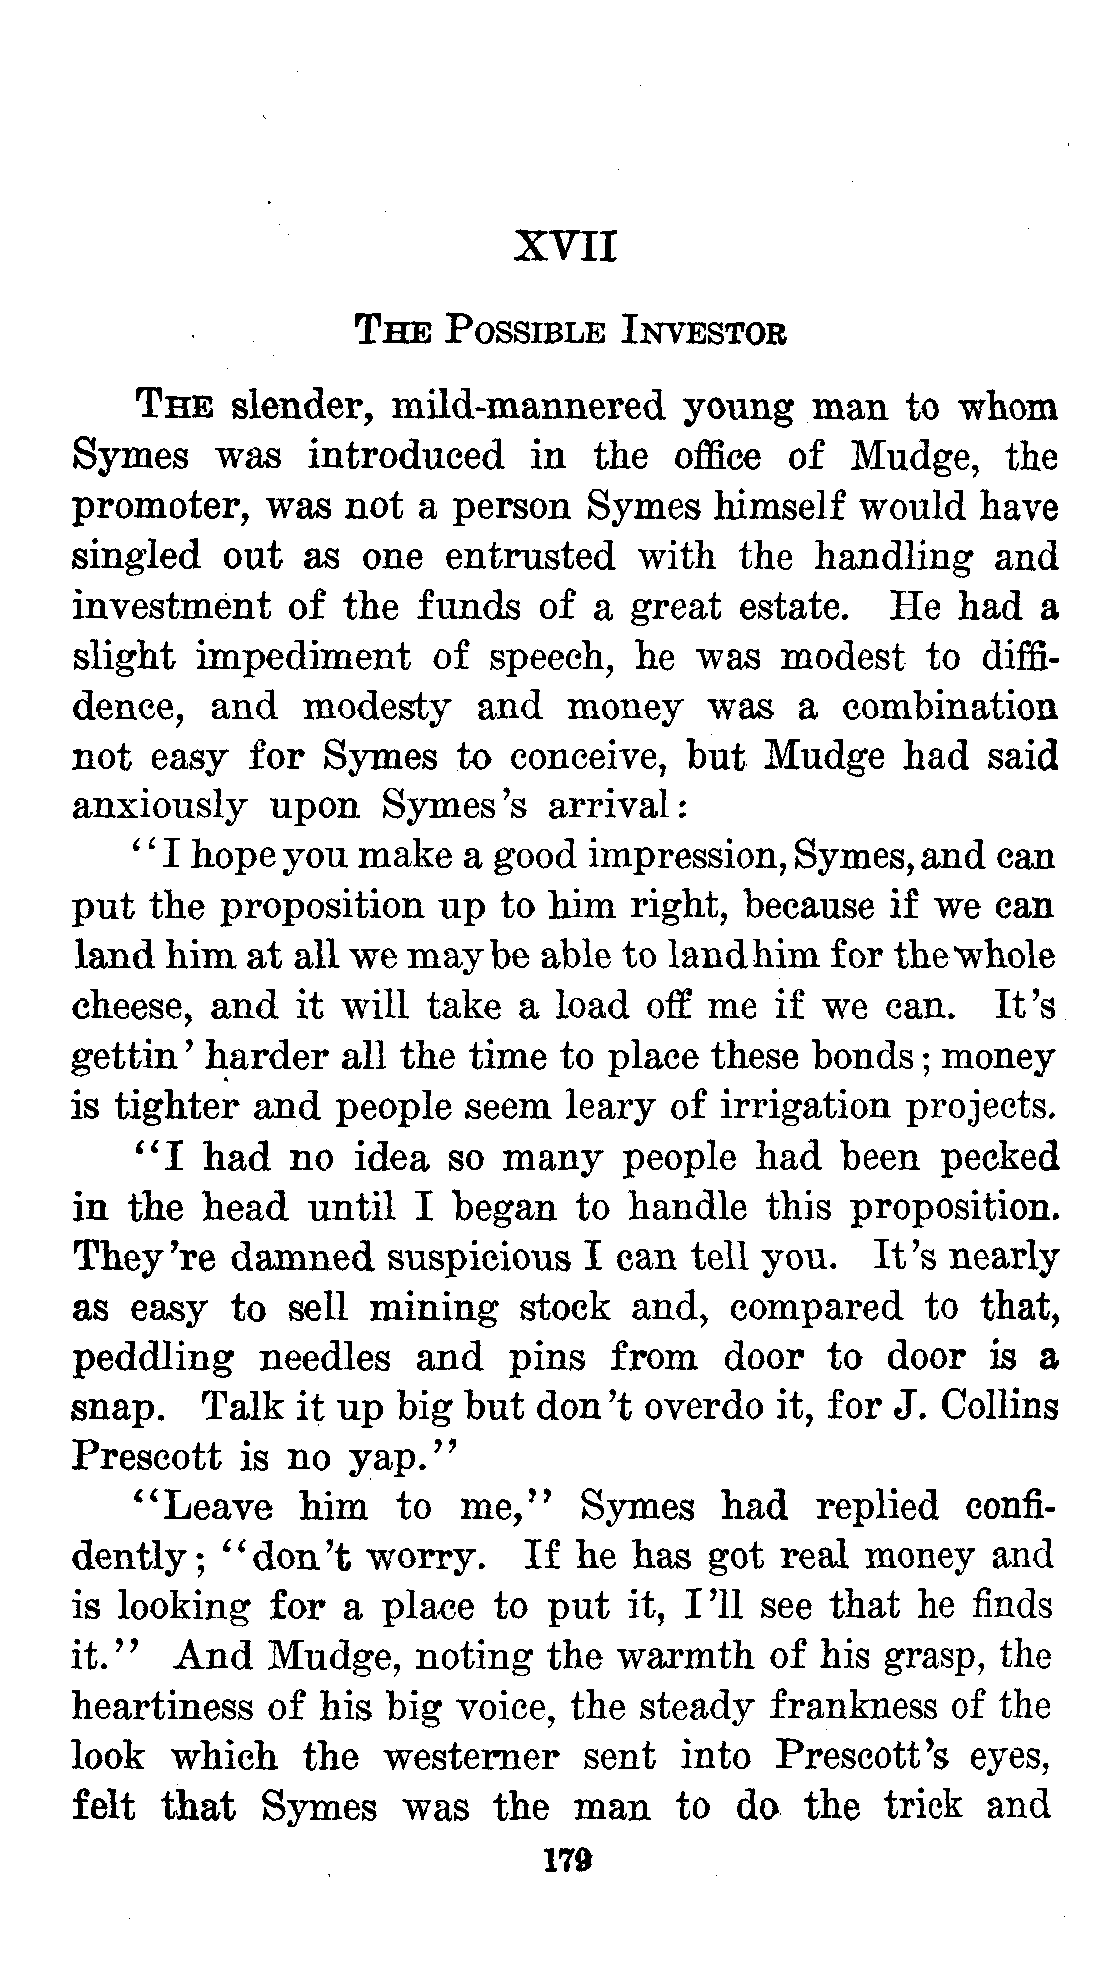 XVII
THE POSSIBLE INVESTOR
THE slender, mild-mannered young man to whom
Symes was introduced in the office of Mudge, the
promoter, was not a person Symes himself would have
singled out as one entrusted with the handling and
investment of the funds of a great estate. He had a
slight impediment of speech, he was modest to diffi-
dence, and modesty and money was a combination
not easy for Symes to conceive, but Mudge had said
anxiously upon Symes's arrival:
"I hope you make a good impression, Symes, and can
put the proposition up to him right, because if we can
land him at all we may be able to land him for the whole
cheese, and it will take a load off me if we can. It's
gettin' harder all the time to place these bonds; money
is tighter and people seem leary of irrigation projects.
"I had no idea so many people had been pecked
in the head until I began to handle this proposition.
They're damned suspicious I can tell you. It's nearly
as easy to sell mining stock and, compared to that,
peddling needles and pins from door to door is a
snap. Talk it up big but don't overdo it, for J. Collins
Prescott is no yap."
"Leave him to me," Symes had replied confi-
dently; "don't worry. If he has got real money and
is looking for a place to put it, I'll see that he finds
it." And Mudge, noting the warmth of his grasp, the
heartiness of his big voice, the steady frankness of the
look which the westerner sent into Prescott's eyes,
felt that Symes was the man to do the trick and
179